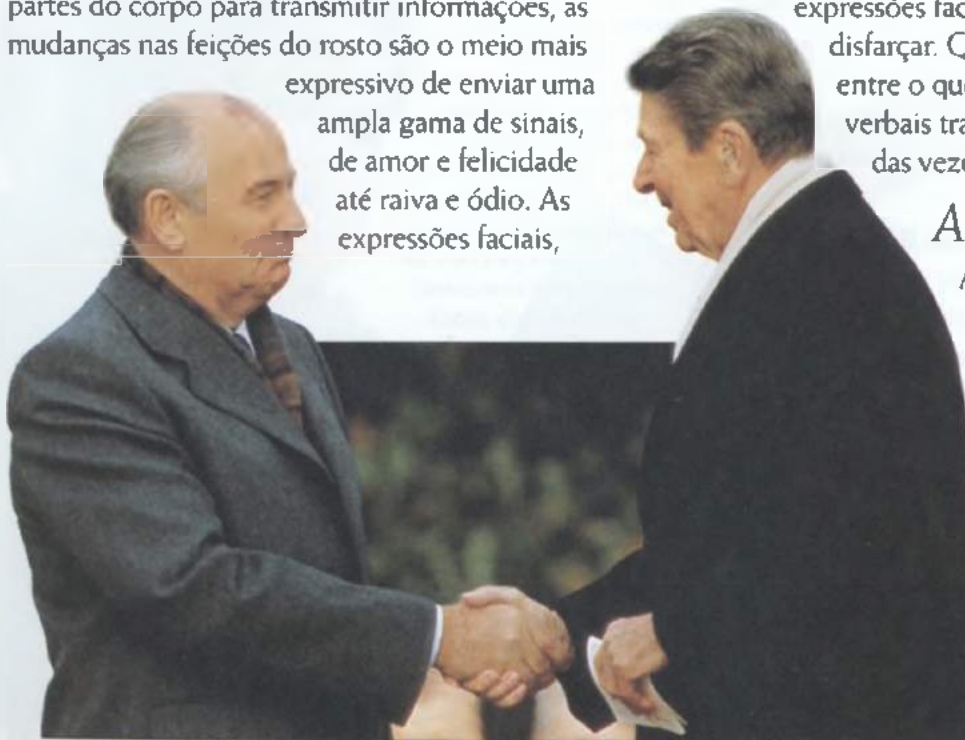 partes do corpo para transmitir informações, as
mudanças nas feições do rosto são o meio mais
expressivo de enviar uma
ampla gama de sinais,
de amor e felicidade
até raiva e ódio. As
expressões faciais,
expressões fac
disfarçar. Q
entre o qu
verbais tra
das veze
A